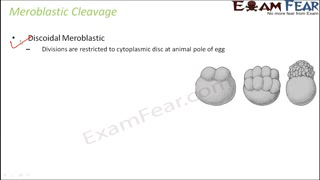 Meroblastic Cleavage
EXAMFEAR
No more fear from Exam
• Discoidal Meroblastic
– Divisions are restricted to cytoplasmic disc at animal pole of egg
ExamFear.com